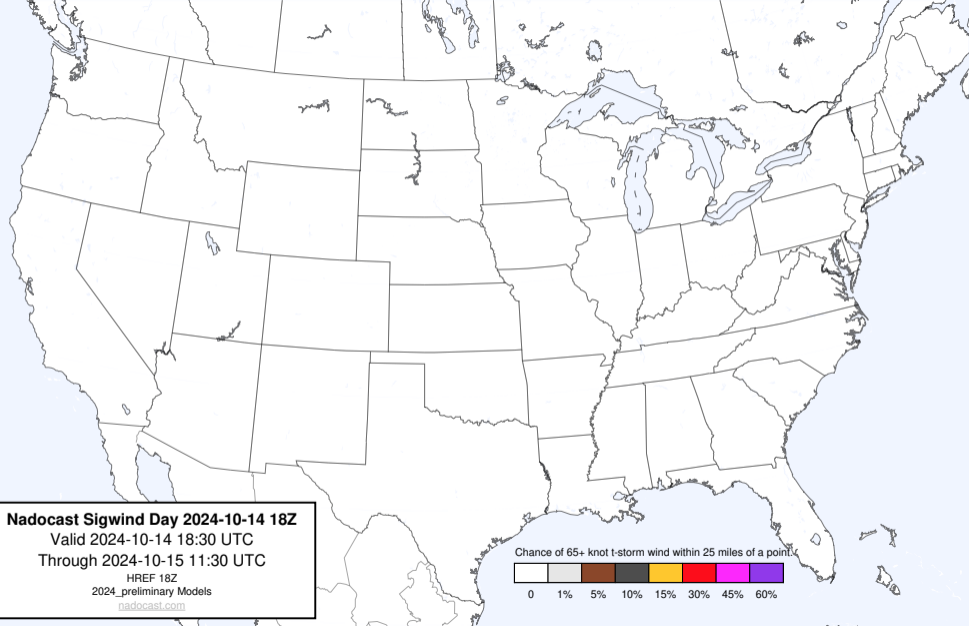 Nadocast Sigwind Day 2024-10-14 18Z
Valid 2024-10-14 18:30 UTC
Through 2024-10-15 11:30 UTC
HREF 18Z
2024_preliminary Models
nadocast.com
Chance of 65+ knot t-storm wind within 25 miles of a point.
0 1% 5% 10% 15% 30% 45% 60%